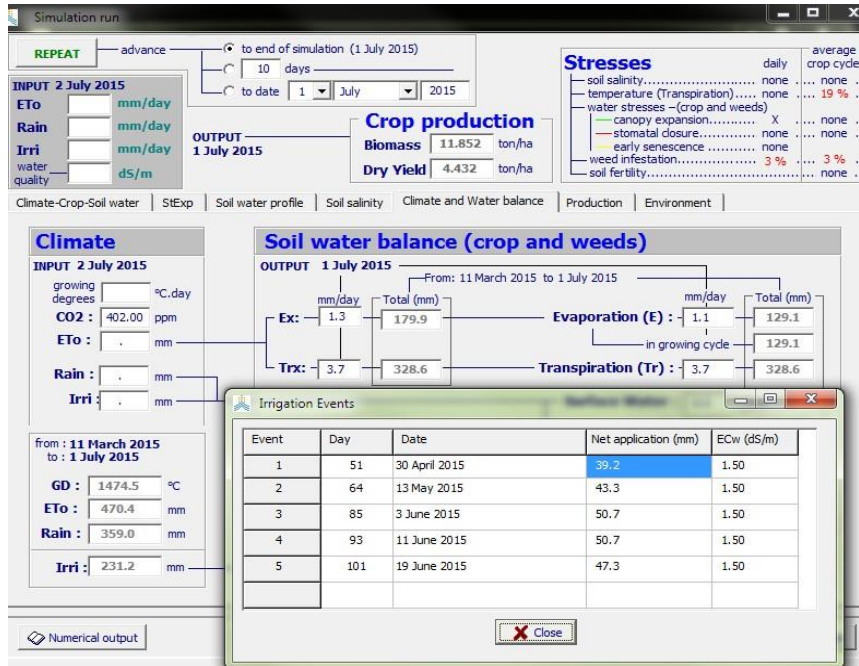 Simulation run
REPEAT
advance
to end of simulation (1 July 2015)
10 days
to date 1 July 2015
INPUT 2 July 2015
ETo mm/day
Rain mm/day
Irri mm/day
water quality dS/m
OUTPUT
1 July 2015
Crop production
Biomass 11.852 ton/ha
Dry Yield 4.432 ton/ha
Stresses daily average crop cycle
soil salinity........................... none .... none
temperature (Transpiration)..... none .... 19 %
water stresses –(crop and weeds)
canopy expansion........... X .... none
stomatal closure............. none .... none
early senescence ........... none
weed infestation.................. 3 % .... 3 %
soil fertility.................................. none
Climate-Crop-Soil water StExp Soil water profile Soil salinity Climate and Water balance Production Environment
Climate
INPUT 2 July 2015
growing degrees °C.day
CO2 : 402.00 ppm
ETo : . mm
Rain : . mm
Irri : . mm
from : 11 March 2015
to : 1 July 2015
GD : 1474.5 °C
ETo : 470.4 mm
Rain : 359.0 mm
Irri : 231.2 mm
Soil water balance (crop and weeds)
OUTPUT 1 July 2015
From: 11 March 2015 to 1 July 2015
mm/day Total (mm) mm/day Total (mm)
Ex: 1.3 179.9 Evaporation (E) : 1.1 129.1
in growing cycle 129.1
Trx: 3.7 328.6 Transpiration (Tr) : 3.7 328.6
Irrigation Events
Event Day Date Net application (mm) ECw (dS/m)
1 51 30 April 2015 39.2 1.50
2 64 13 May 2015 43.3 1.50
3 85 3 June 2015 50.7 1.50
4 93 11 June 2015 50.7 1.50
5 101 19 June 2015 47.3 1.50
Close
Numerical output